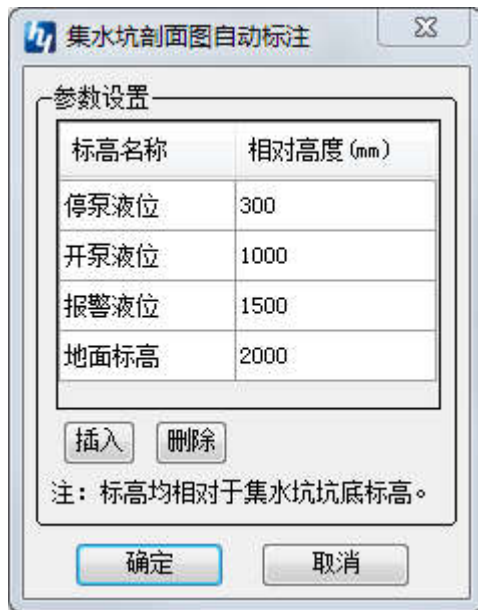 集水坑剖面图自动标注
参数设置
标高名称 相对高度(mm)
停泵液位 300
开泵液位 1000
报警液位 1500
地面标高 2000
插入 删除
注：标高均相对于集水坑坑底标高。
确定 取消